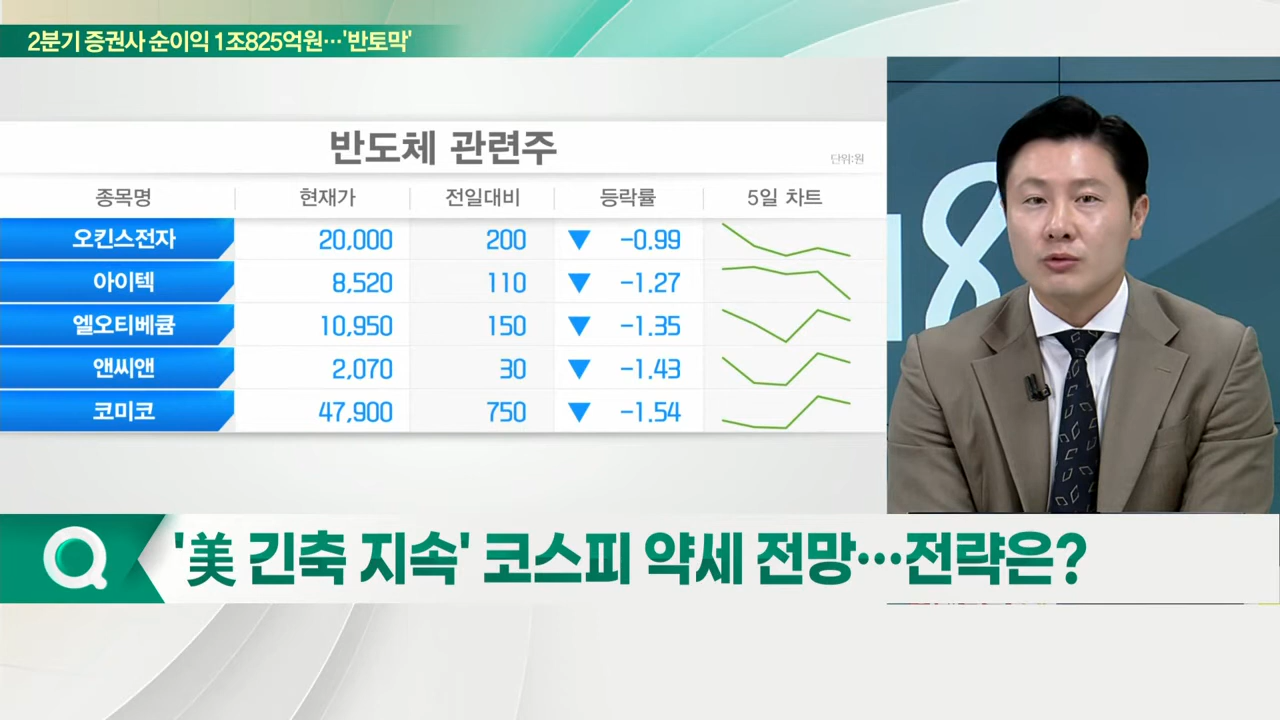 2분기 증권사 순이익 1조825억원…'반토막'
반도체 관련주
단위:원
종목명 현재가 전일대비 등락률 5일 차트
오킨스전자 20,000 200 ▼ -0.99
아이텍 8,520 110 ▼ -1.27
엘오티베큠 10,950 150 ▼ -1.35
앤씨앤 2,070 30 ▼ -1.43
코미코 47,900 750 ▼ -1.54
8
'美 긴축 지속' 코스피 약세 전망…전략은?